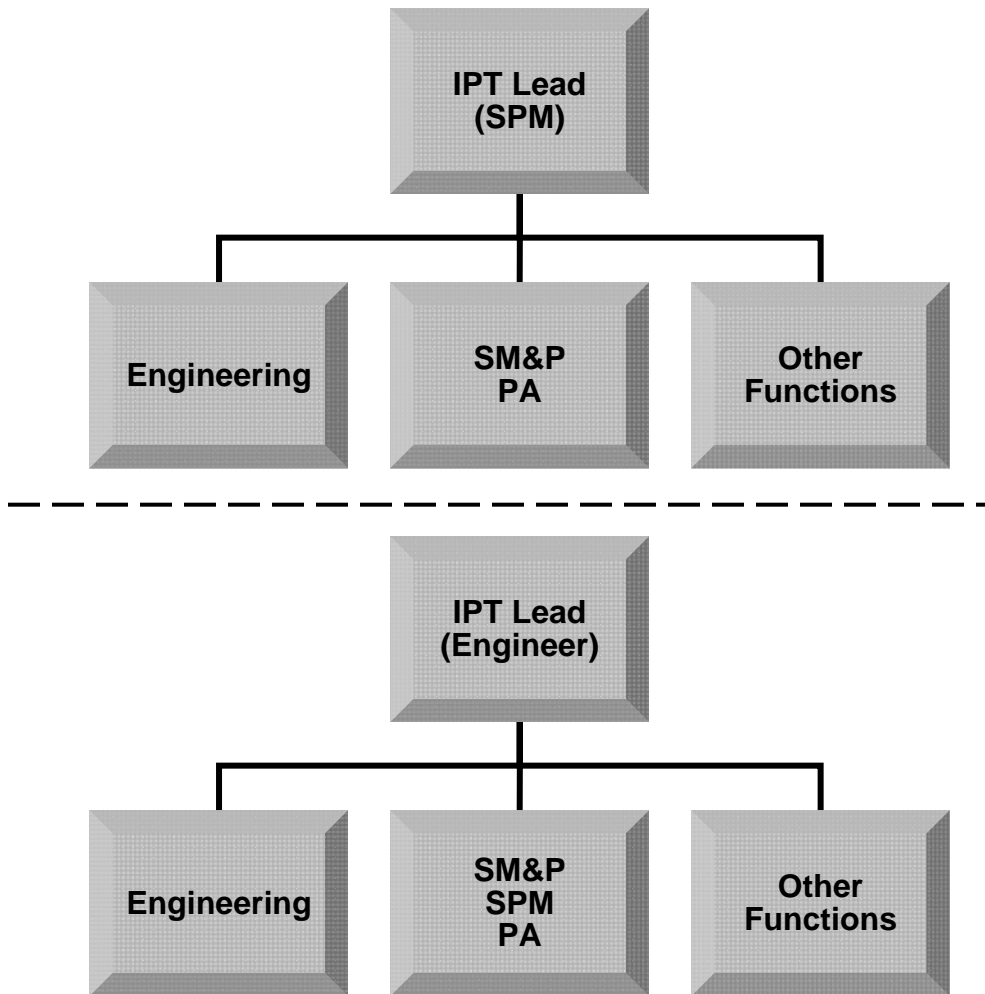 IPT Lead
(SPM)
Engineering
SM&P
PA
Other
Functions
IPT Lead
(Engineer)
Engineering
SM&P
SPM
PA
Other
Functions